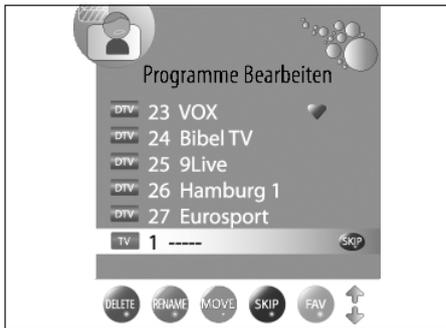 Programme Bearbeiten
DTV 23 VOX
DTV 24 Bibel TV
DTV 25 9Live
DTV 26 Hamburg 1
DTV 27 Eurosport
TV 1 ----- SKIP
DELETE RENAME MOVE SKIP FAV